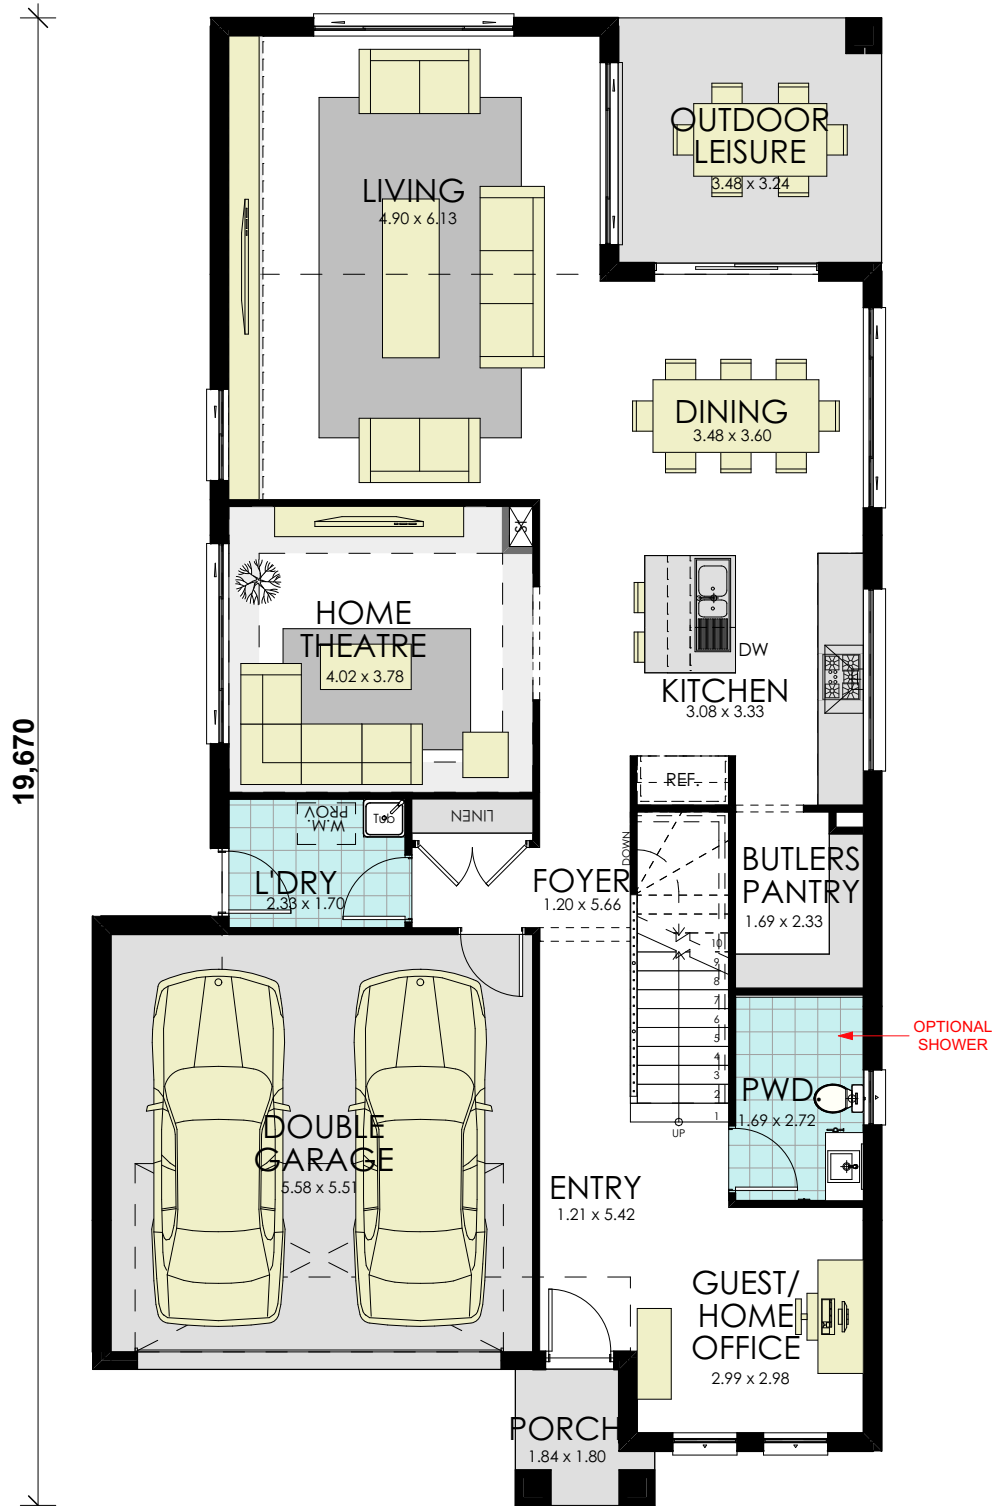 OUTDOOR
LEISURE
3.48 x 3.24
LIVING
4.90 x 6.13
DINING
3.48 x 3.60
ST
HOME
THEATRE
4.02 x 3.78
DW
KITCHEN
3.08 x 3.33
19,670
REF.
W.M.
PROV
Tub
LINEN
DOWN
L'DRY
2.33 x 1.70
FOYER
1.20 x 5.66
BUTLERS
PANTRY
1.69 x 2.33
10
9
8
7
6
5
4
3
2
1
UP
OPTIONAL
SHOWER
PWD
1.69 x 2.72
DOUBLE
GARAGE
5.58 x 5.51
ENTRY
1.21 x 5.42
GUEST/
HOME
OFFICE
2.99 x 2.98
PORCH
1.84 x 1.80